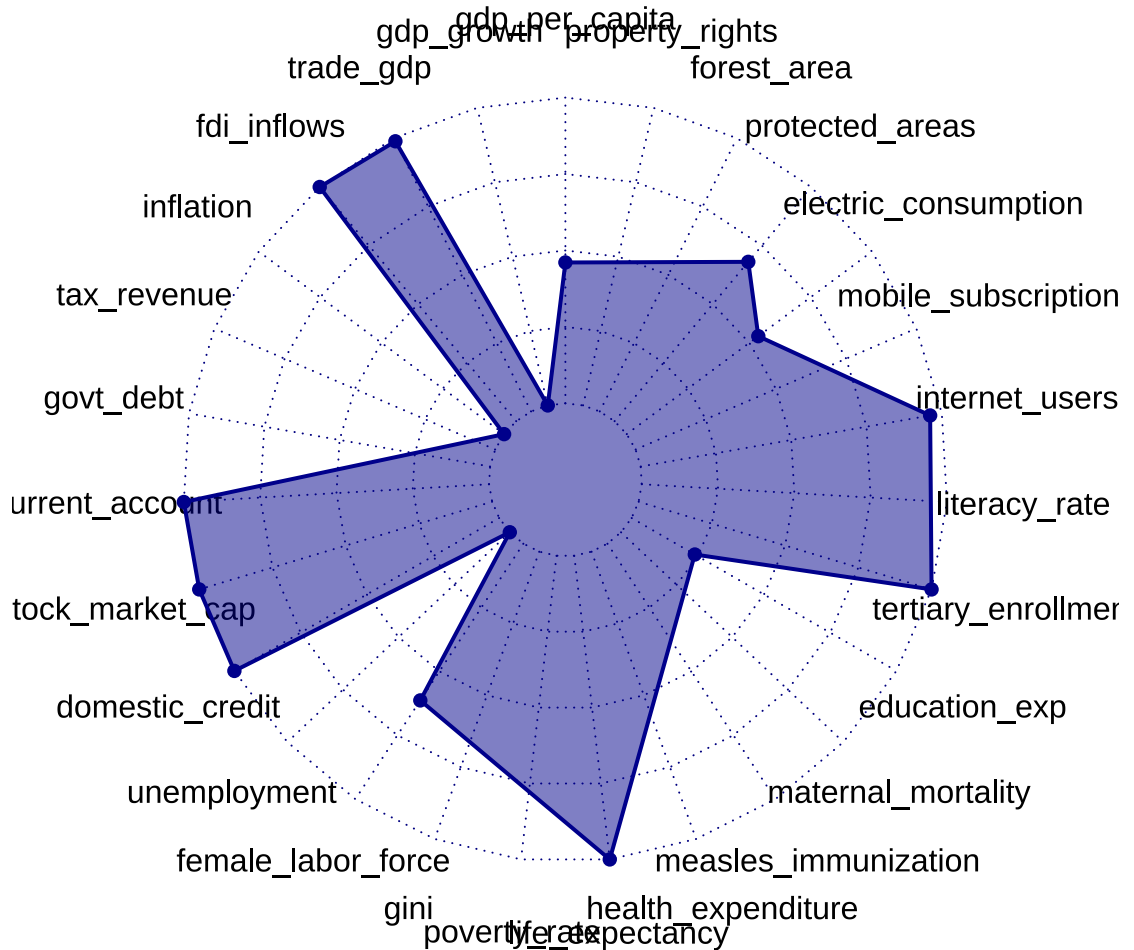 gdp_per_capita
gdp_growth
property_rights
trade_gdp
forest_area
fdi_inflows
protected_areas
inflation
electric_consumption
tax_revenue
mobile_subscription
govt_debt
internet_users
urrent_account
literacy_rate
tock_market_cap
tertiary_enrollmer
domestic_credit
education_exp
unemployment
maternal_mortality
female_labor_force
measles_immunization
gini
health_expenditure
poverty_rate
life_expectancy